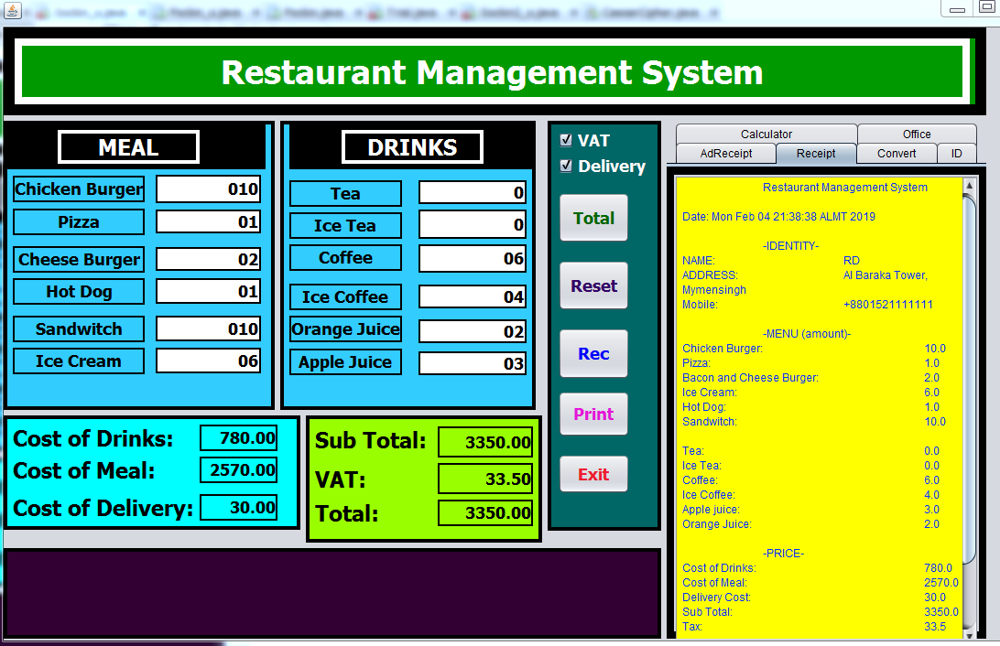 Restaurant Management System
MEAL
Chicken Burger 010
Pizza 01
Cheese Burger 02
Hot Dog 01
Sandwitch 010
Ice Cream 06
DRINKS
Tea 0
Ice Tea 0
Coffee 06
Ice Coffee 04
Orange Juice 02
Apple Juice 03
Cost of Drinks: 780.00
Cost of Meal: 2570.00
Cost of Delivery: 30.00
Sub Total: 3350.00
VAT: 33.50
Total: 3350.00
VAT
Delivery
Total
Reset
Rec
Print
Exit
Calculator Office
AdReceipt Receipt Convert ID
Restaurant Management System
Date: Mon Feb 04 21:38:38 ALMT 2019
-IDENTITY-
NAME: RD
ADDRESS: Al Baraka Tower,
Mymensingh
Mobile: +8801521111111
-MENU (amount)-
Chicken Burger: 10.0
Pizza: 1.0
Bacon and Cheese Burger: 2.0
Ice Cream: 6.0
Hot Dog: 1.0
Sandwitch: 10.0
Tea: 0.0
Ice Tea: 0.0
Coffee: 6.0
Ice Coffee: 4.0
Apple juice: 3.0
Orange Juice: 2.0
-PRICE-
Cost of Drinks: 780.0
Cost of Meal: 2570.0
Delivery Cost: 30.0
Sub Total: 3350.0
Tax: 33.5